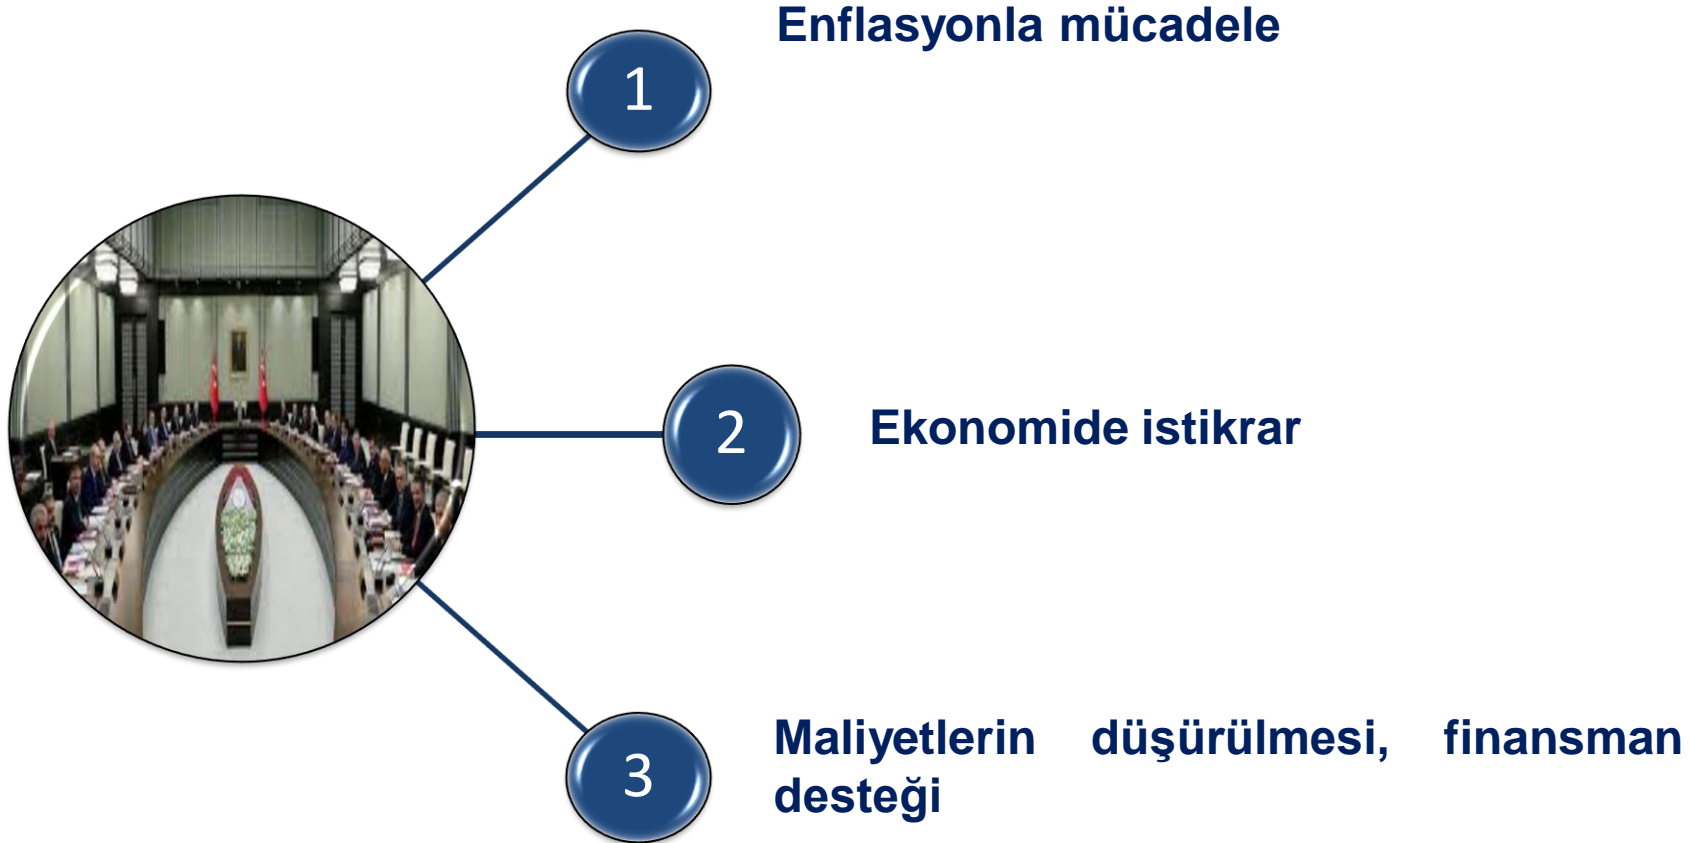 Enflasyonla mücadele
1
2
Ekonomide istikrar
3
Maliyetlerin düşürülmesi, finansman
desteği